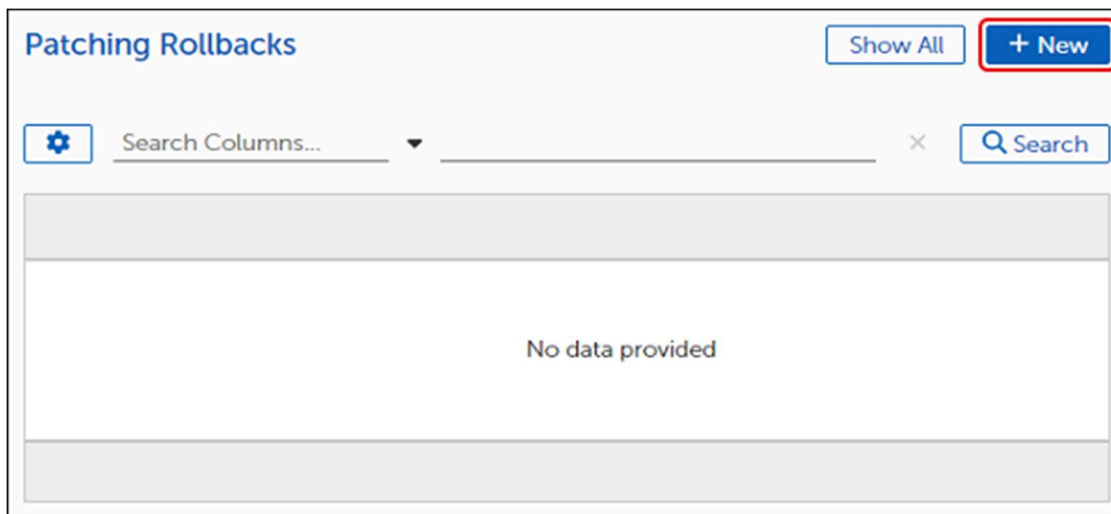 Patching Rollbacks
Show All
+ New
Search Columns...
Search
No data provided